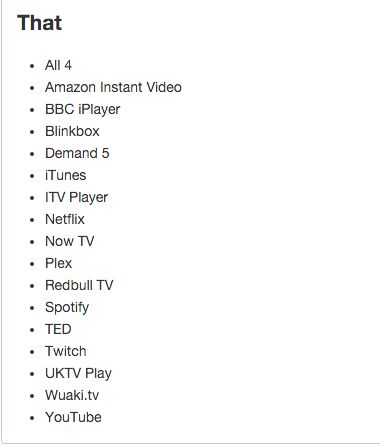 That
All 4
Amazon Instant Video
BBC iPlayer
Blinkbox
Demand 5
iTunes
ITV Player
Netflix
Now TV
Plex
Redbull TV
Spotify
TED
Twitch
UKTV Play
Wuaki.tv
YouTube